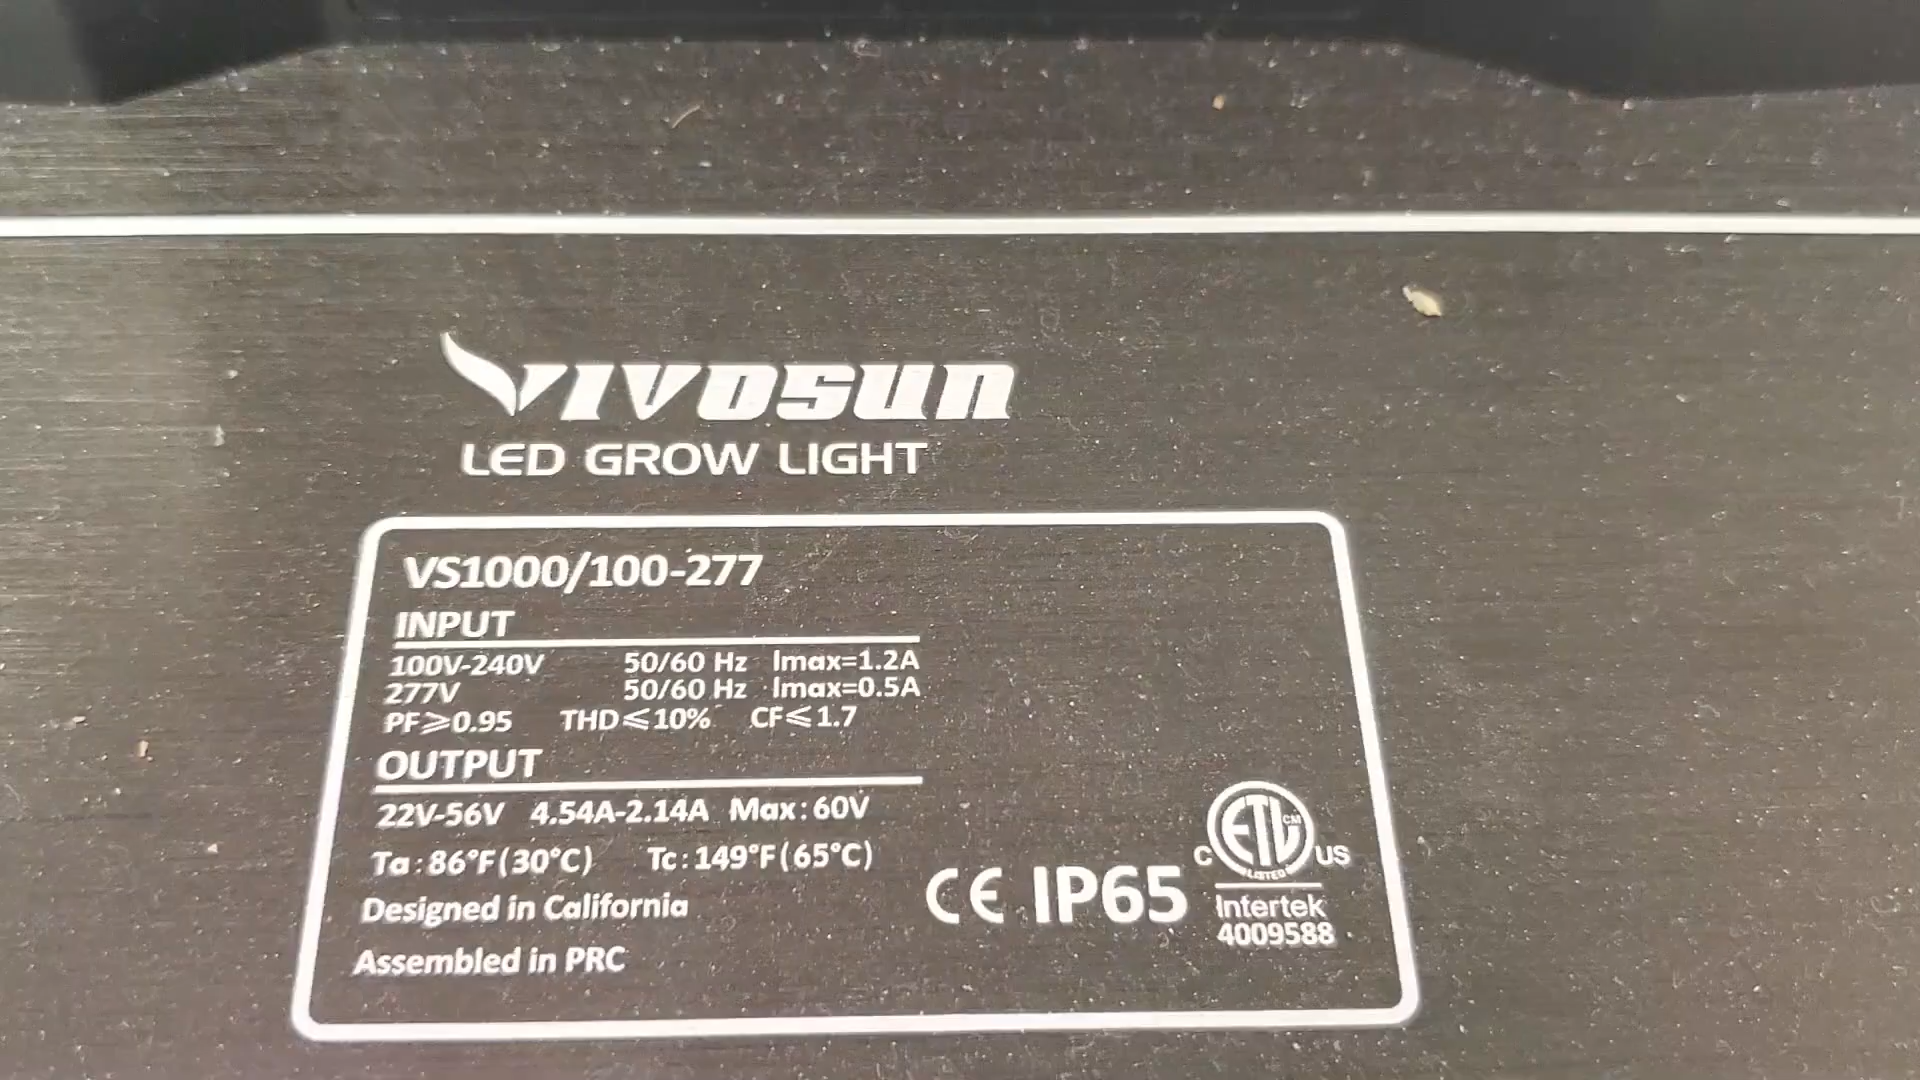 VIVOSUN
LED GROW LIGHT
VS1000/100-277
INPUT
100V-240V 50/60 Hz Imax=1.2A
277V 50/60 Hz Imax=0.5A
PF⩾0.95 THD⩽10% CF⩽1.7
OUTPUT
22V-56V 4.54A-2.14A Max:60V
Ta:86°F(30°C) Tc:149°F(65°C)
Designed in California
Assembled in PRC
CE IP65
ETL CM
C US
LISTED
Intertek
4009588